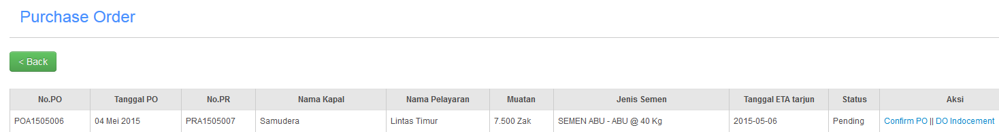 Purchase Order
< Back
No.PO Tanggal PO No.PR Nama Kapal Nama Pelayaran Muatan Jenis Semen Tanggal ETA tarjun Status Aksi
POA1505006 04 Mei 2015 PRA1505007 Samudera Lintas Timur 7.500 Zak SEMEN ABU - ABU @ 40 Kg 2015-05-06 Pending Confirm PO || DO Indocement